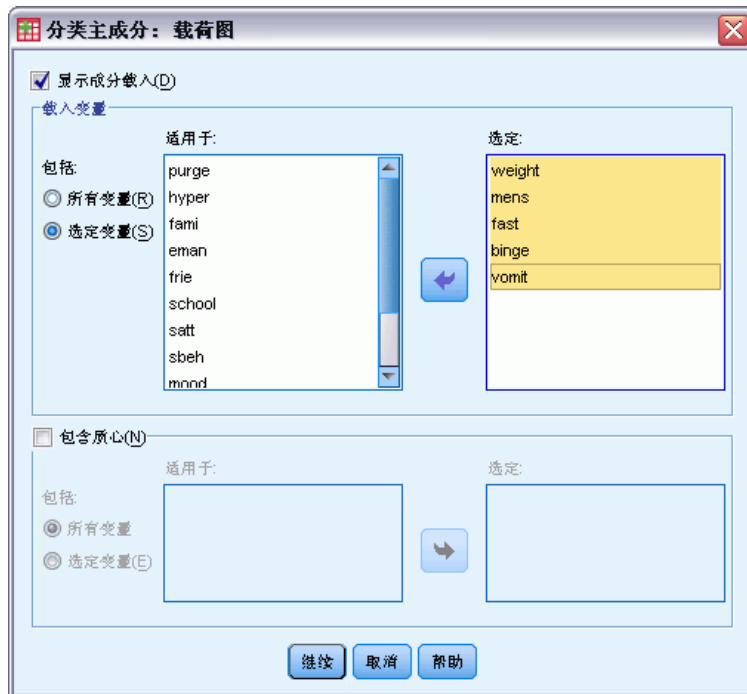 分类主成分：载荷图
显示成分载入(D)
载入变量
适用于:
选定:
包括:
所有变量(R)
选定变量(S)
purge
hyper
fami
eman
frie
school
satt
sbeh
mood
weight
mens
fast
binge
vomit
包含质心(N)
适用于:
选定:
包括:
所有变量
选定变量(E)
继续
取消
帮助